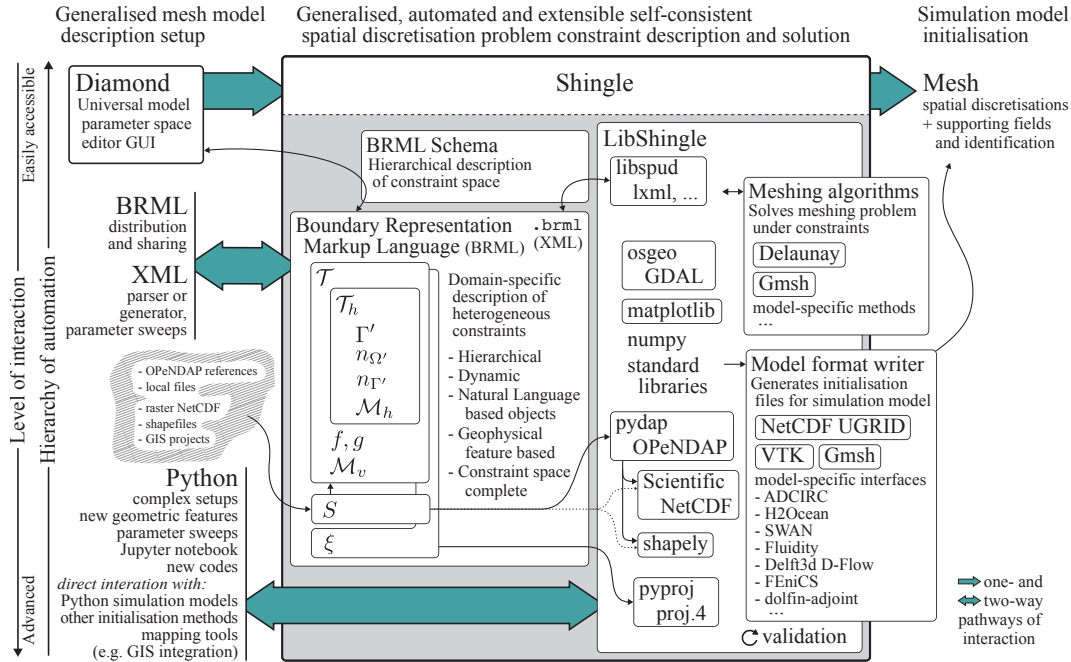 Generalised mesh model
description setup
Generalised, automated and extensible self-consistent
spatial discretisation problem constraint description and solution
Simulation model
initialisation
Level of interaction
Hierarchy of automation
Easily accessible
Advanced
Diamond
Universal model
parameter space
editor GUI
Shingle
Mesh
spatial discretisations
+ supporting fields
and identification
BRML
distribution
and sharing
XML
parser or
generator,
parameter sweeps
- OPeNDAP references
- local files
- raster NetCDF
- shapefiles
- GIS projects
Python
complex setups
new geometric features
parameter sweeps
Jupyter notebook
new codes
direct interation with:
Python simulation models
other initialisation methods
mapping tools
(e.g. GIS integration)
BRML Schema
Hierarchical description
of constraint space
Boundary Representation
Markup Language (BRML)
.brml
(XML)
𝒯
𝒯ₕ
Γ′
n_Ω′
n_Γ′
ℳₕ
f, g
ℳᵥ
S
ξ
Domain-specific
description of
heterogeneous
constraints
- Hierarchical
- Dynamic
- Natural Language
based objects
- Geophysical
feature based
- Constraint space
complete
LibShingle
libspud
lxml, ...
osgeo
GDAL
matplotlib
numpy
standard
libraries
pydap
OPeNDAP
Scientific
NetCDF
shapely
pyproj
proj.4
validation
Meshing algorithms
Solves meshing problem
under constraints
Delaunay
Gmsh
model-specific methods
...
Model format writer
Generates initialisation
files for simulation model
NetCDF UGRID
VTK Gmsh
model-specific interfaces
- ADCIRC
- H2Ocean
- SWAN
- Fluidity
- Delft3d D-Flow
- FEniCS
- dolfin-adjoint
...
one- and
two-way
pathways of
interaction